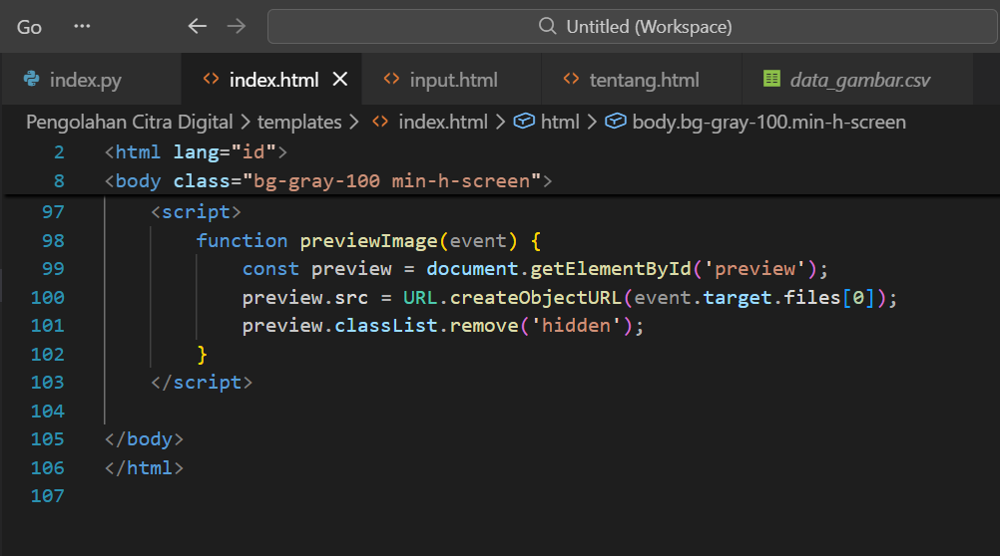 Go ··· Untitled (Workspace)
index.py index.html input.html tentang.html data_gambar.csv
Pengolahan Citra Digital > templates > index.html > html > body.bg-gray-100.min-h-screen
2 <html lang="id">
8 <body class="bg-gray-100 min-h-screen">
97 <script>
98 function previewImage(event) {
99 const preview = document.getElementById('preview');
100 preview.src = URL.createObjectURL(event.target.files[0]);
101 preview.classList.remove('hidden');
102 }
103 </script>
104
105 </body>
106 </html>
107